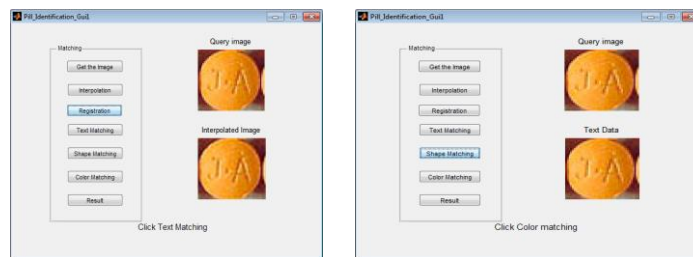 Pill_Identification_Gui1
Matching
Get the Image
Interpolation
Registration
Text Matching
Shape Matching
Color Matching
Result
Query image
J·A
Interpolated Image
J·A
Click Text Matching
Pill_Identification_Gui1
Matching
Get the Image
Interpolation
Registration
Text Matching
Shape Matching
Color Matching
Result
Query image
J·A
Text Data
J·A
Click Color matching